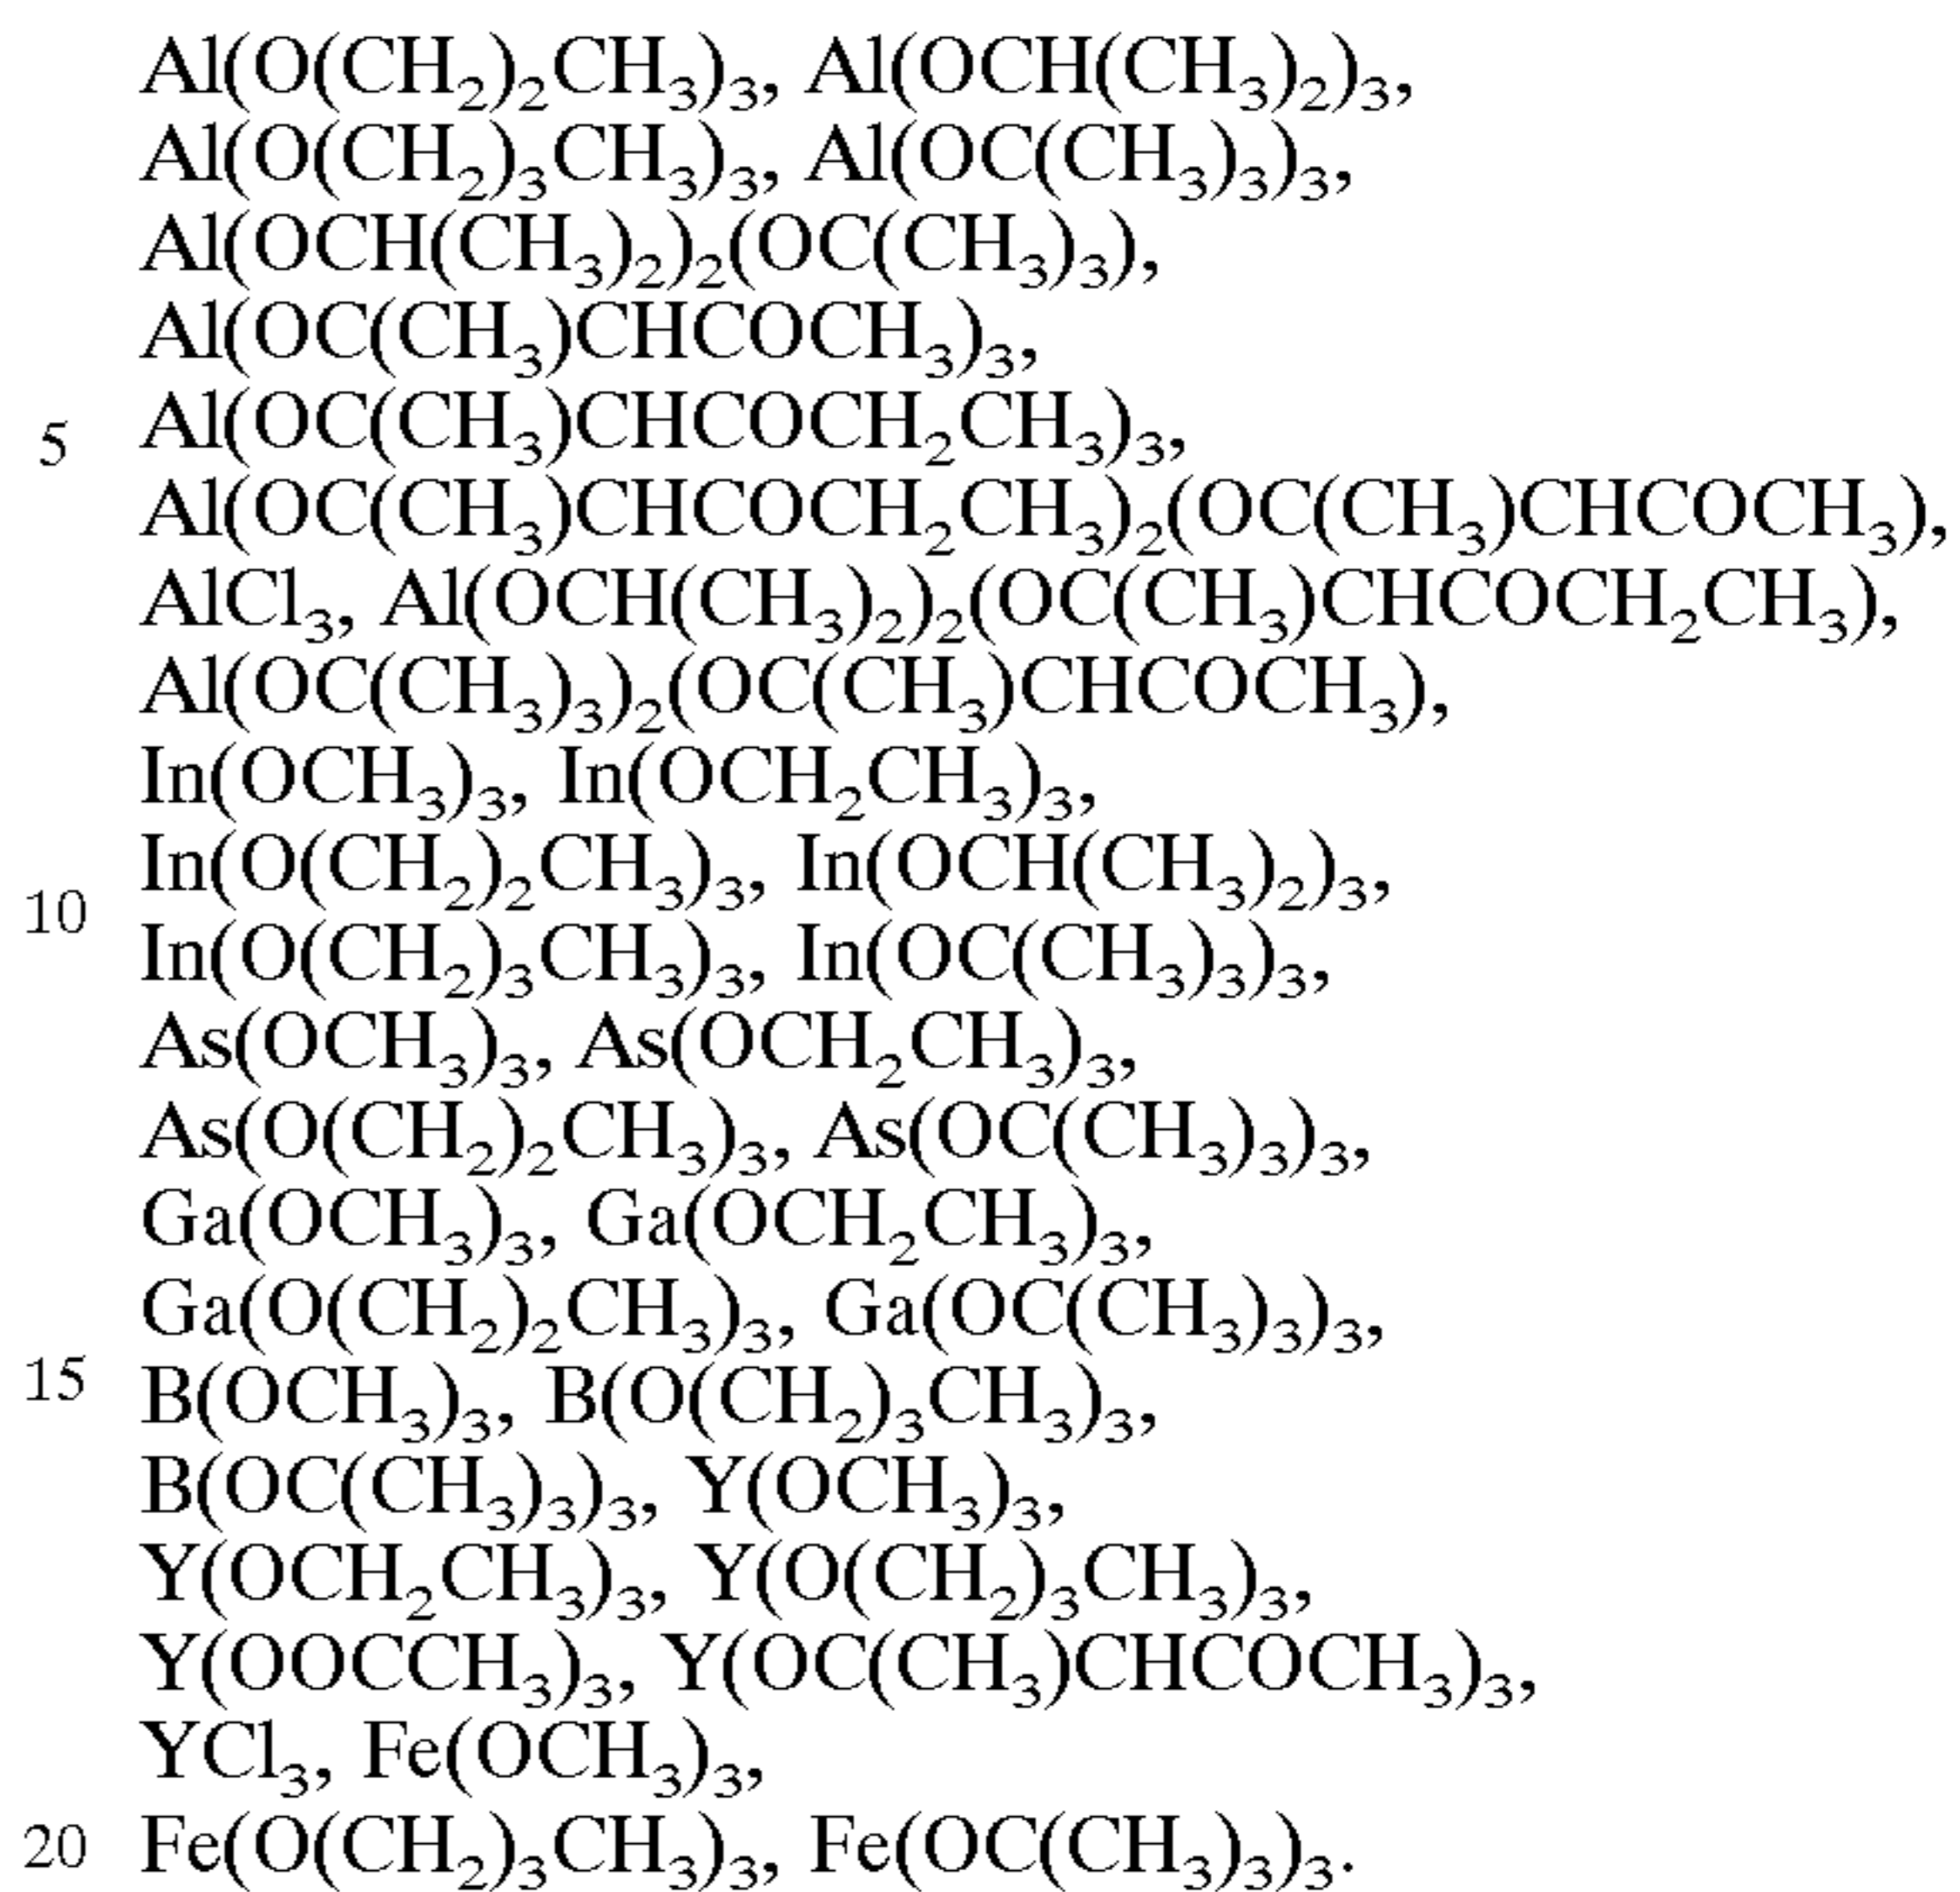 Al(O(CH₂)₂CH₃)₃, Al(OCH(CH₃)₂)₃,
Al(O(CH₂)₃CH₃)₃, Al(OC(CH₃)₃)₃,
Al(OCH(CH₃)₂)₂(OC(CH₃)₃),
Al(OC(CH₃)CHCOCH₃)₃,
5 Al(OC(CH₃)CHCOCH₂CH₃)₃,
Al(OC(CH₃)CHCOCH₂CH₃)₂(OC(CH₃)CHCOCH₃),
AlCl₃, Al(OCH(CH₃)₂)₂(OC(CH₃)CHCOCH₂CH₃),
Al(OC(CH₃)₃)₂(OC(CH₃)CHCOCH₃),
In(OCH₃)₃, In(OCH₂CH₃)₃,
10 In(O(CH₂)₂CH₃)₃, In(OCH(CH₃)₂)₃,
In(O(CH₂)₃CH₃)₃, In(OC(CH₃)₃)₃,
As(OCH₃)₃, As(OCH₂CH₃)₃,
As(O(CH₂)₂CH₃)₃, As(OC(CH₃)₃)₃,
Ga(OCH₃)₃, Ga(OCH₂CH₃)₃,
Ga(O(CH₂)₂CH₃)₃, Ga(OC(CH₃)₃)₃,
15 B(OCH₃)₃, B(O(CH₂)₃CH₃)₃,
B(OC(CH₃)₃)₃, Y(OCH₃)₃,
Y(OCH₂CH₃)₃, Y(O(CH₂)₃CH₃)₃,
Y(OOCCH₃)₃, Y(OC(CH₃)CHCOCH₃)₃,
YCl₃, Fe(OCH₃)₃,
20 Fe(O(CH₂)₃CH₃)₃, Fe(OC(CH₃)₃)₃.